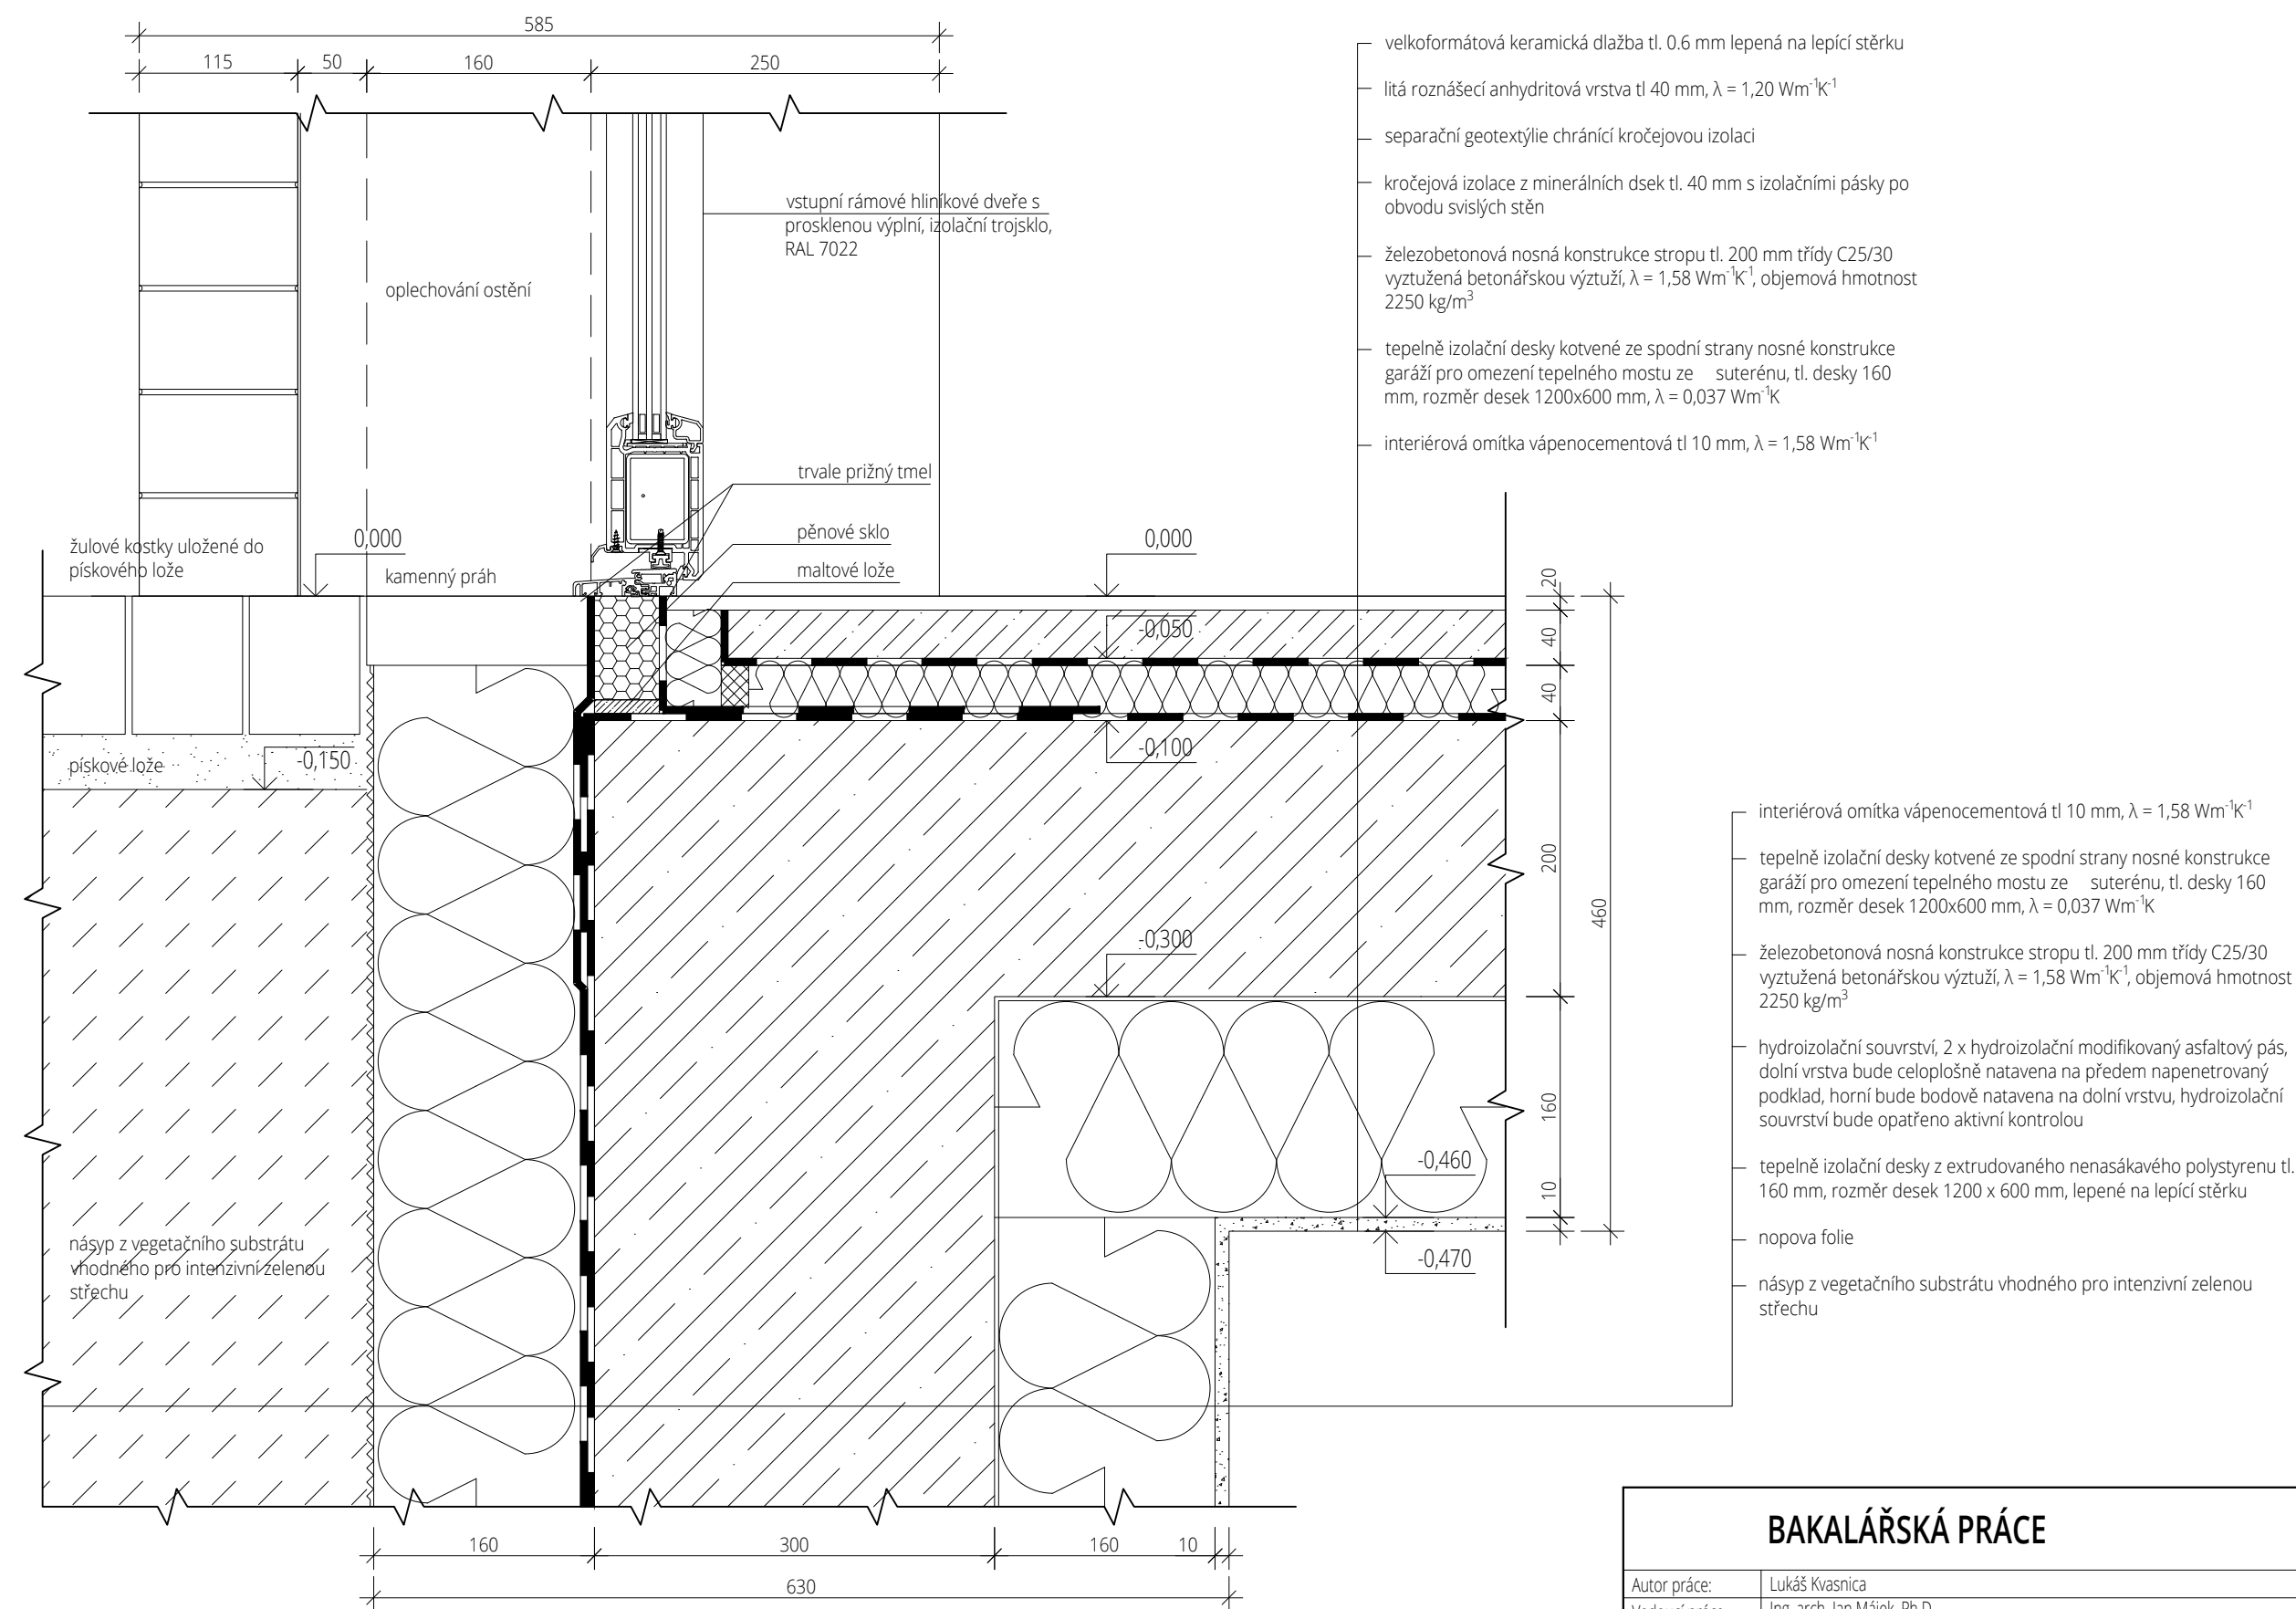 585
115
50
160
250
velkoformátová keramická dlažba tl. 0.6 mm lepená na lepící stěrku
litá roznášecí anhydritová vrstva tl 40 mm, λ = 1,20 Wm⁻¹K⁻¹
separační geotextýlie chránící kročejovou izolaci
kročejová izolace z minerálních dsek tl. 40 mm s izolačními pásky po
obvodu svislých stěn
železobetonová nosná konstrukce stropu tl. 200 mm třídy C25/30
vyztužená betonářskou výztuží, λ = 1,58 Wm⁻¹K⁻¹, objemová hmotnost
2250 kg/m³
tepelně izolační desky kotvené ze spodní strany nosné konstrukce
garáží pro omezení tepelného mostu ze suterénu, tl. desky 160
mm, rozměr desek 1200x600 mm, λ = 0,037 Wm⁻¹K
interiérová omítka vápenocementová tl 10 mm, λ = 1,58 Wm⁻¹K⁻¹
vstupní rámové hliníkové dveře s
prosklenou výplní, izolační trojsklo,
RAL 7022
oplechování ostění
trvale prižný tmel
pěnové sklo
maltové lože
žulové kostky uložené do
pískového lože
0,000
kamenný práh
0,000
-0,050
-0,100
pískové lože
-0,150
-0,300
-0,460
-0,470
20
40
40
200
160
10
460
násyp z vegetačního substrátu
vhodného pro intenzivní zelenou
střechu
interiérová omítka vápenocementová tl 10 mm, λ = 1,58 Wm⁻¹K⁻¹
tepelně izolační desky kotvené ze spodní strany nosné konstrukce
garáží pro omezení tepelného mostu ze suterénu, tl. desky 160
mm, rozměr desek 1200x600 mm, λ = 0,037 Wm⁻¹K
železobetonová nosná konstrukce stropu tl. 200 mm třídy C25/30
vyztužená betonářskou výztuží, λ = 1,58 Wm⁻¹K⁻¹, objemová hmotnost
2250 kg/m³
hydroizolační souvrství, 2 x hydroizolační modifikovaný asfaltový pás,
dolní vrstva bude celoplošně natavena na předem napenetrovaný
podklad, horní bude bodově natavena na dolní vrstvu, hydroizolační
souvrství bude opatřeno aktivní kontrolou
tepelně izolační desky z extrudovaného nenasákavého polystyrenu tl.
160 mm, rozměr desek 1200 x 600 mm, lepené na lepící stěrku
nopova folie
násyp z vegetačního substrátu vhodného pro intenzivní zelenou
střechu
160
300
160
10
630
BAKALÁŘSKÁ PRÁCE
Autor práce: Lukáš Kvasnica